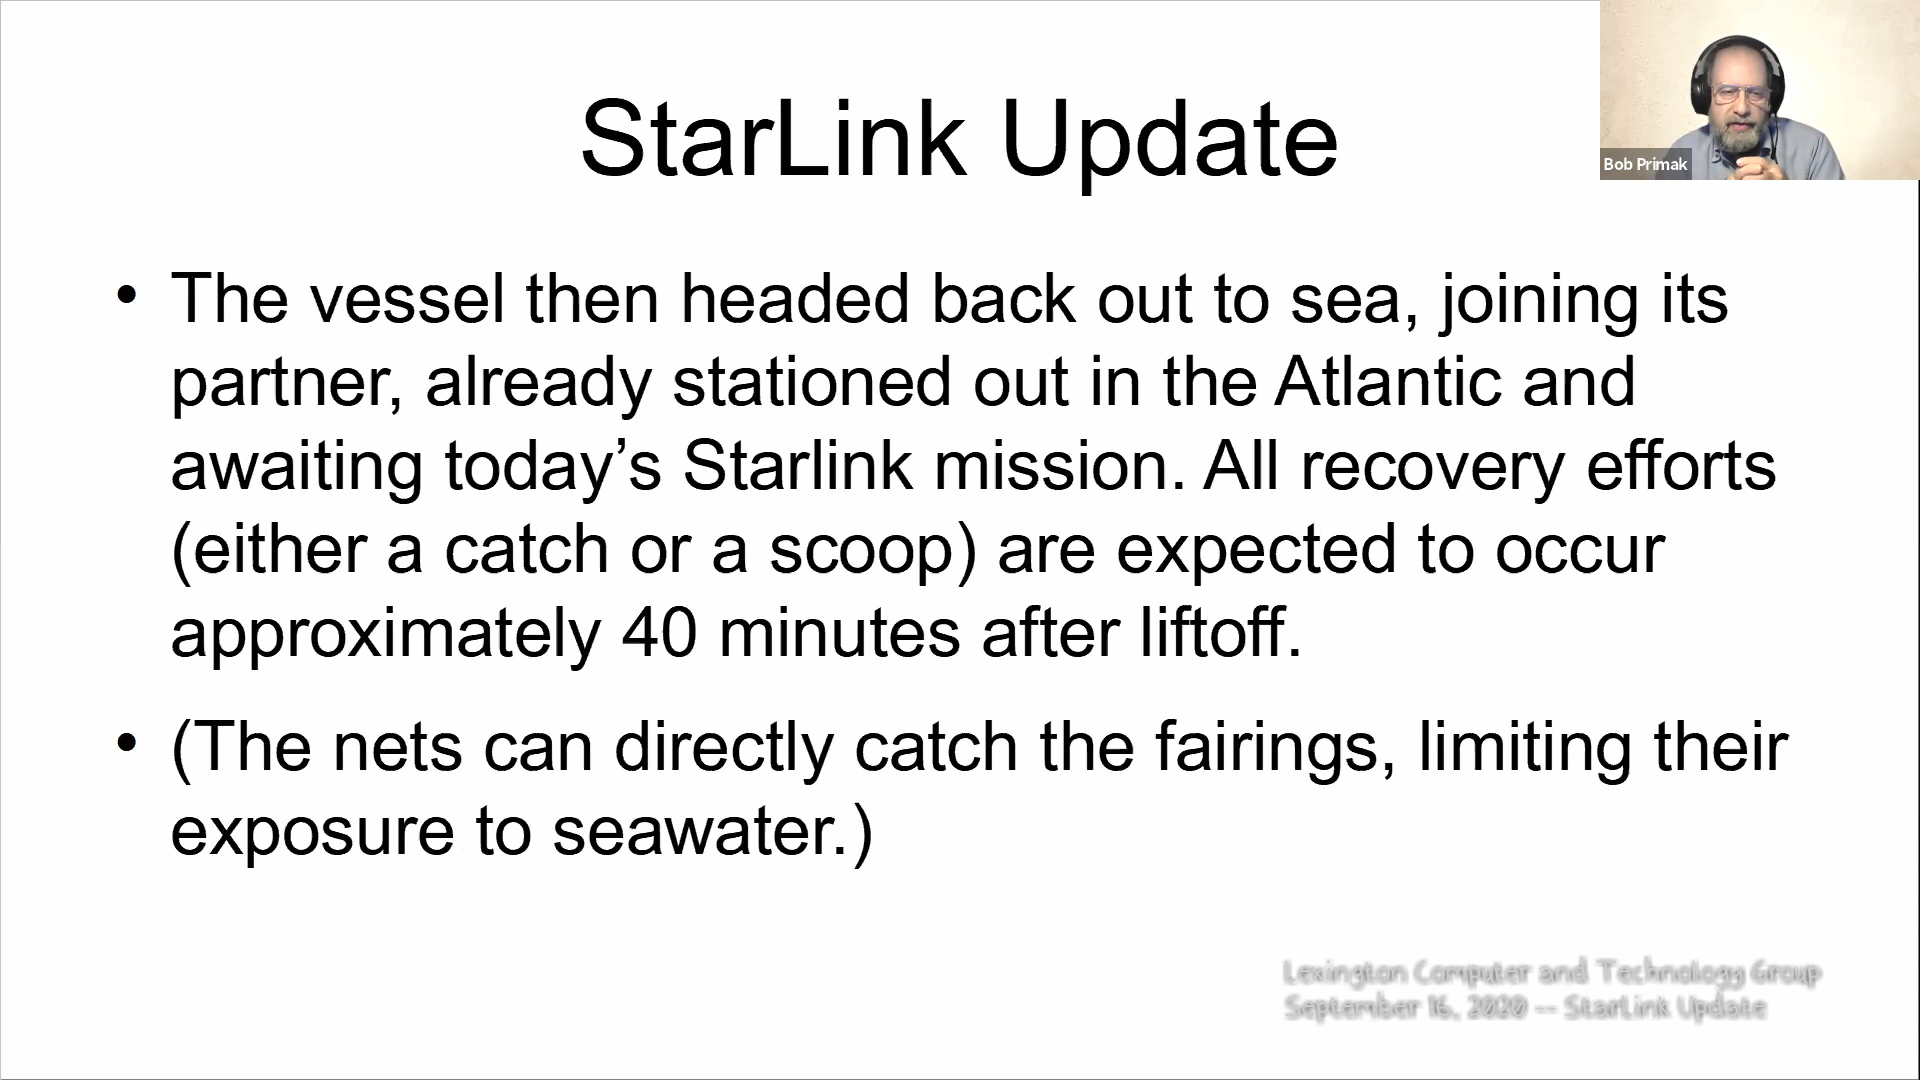 StarLink Update
Bob Primak
• The vessel then headed back out to sea, joining its
partner, already stationed out in the Atlantic and
awaiting today’s Starlink mission. All recovery efforts
(either a catch or a scoop) are expected to occur
approximately 40 minutes after liftoff.
• (The nets can directly catch the fairings, limiting their
exposure to seawater.)
Lexington Computer and Technology Group
September 16, 2020 -- StarLink Update